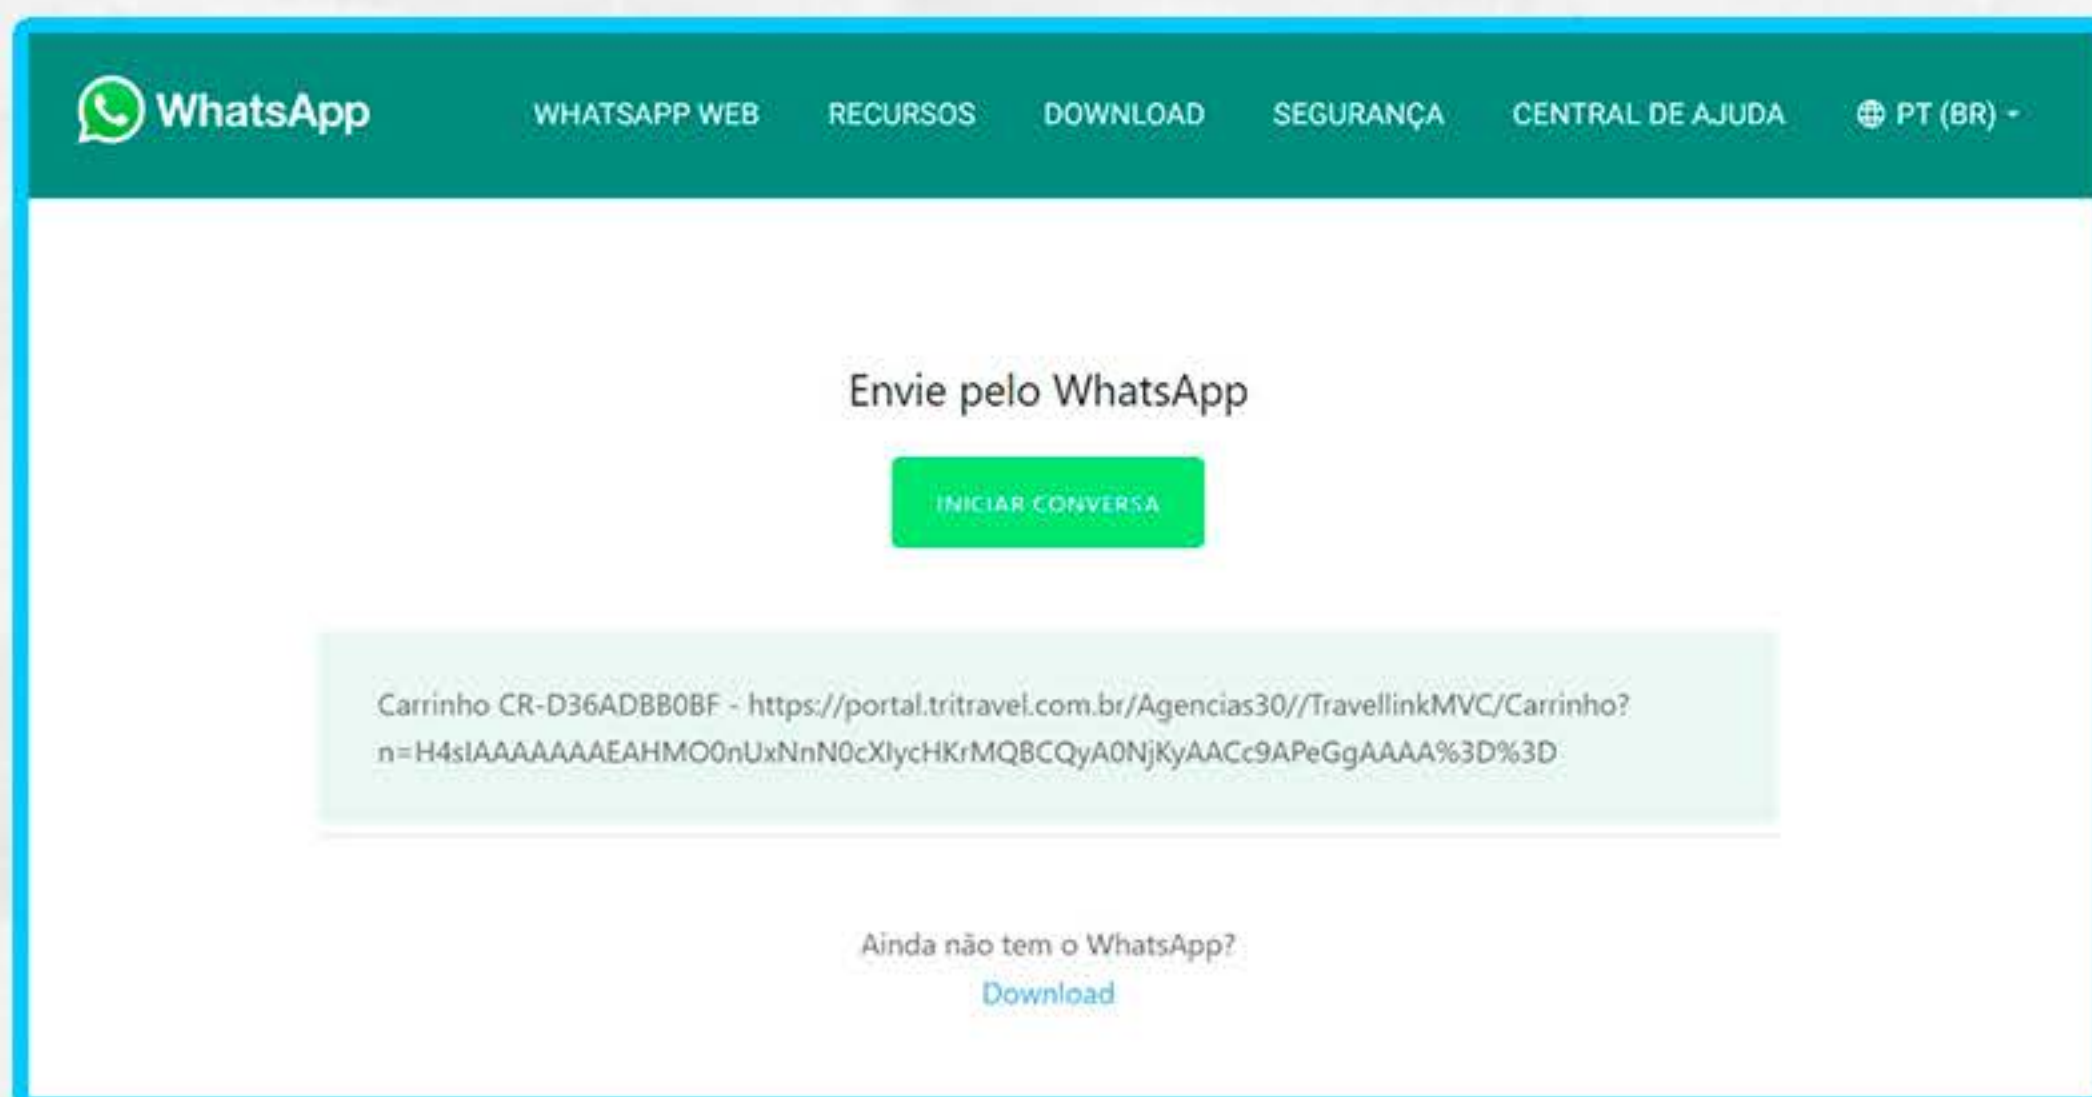 WhatsApp WHATSAPP WEB RECURSOS DOWNLOAD SEGURANÇA CENTRAL DE AJUDA PT (BR)
Envie pelo WhatsApp
INICIAR CONVERSA
Carrinho CR-D36ADBB0BF - https://portal.tritravel.com.br/Agencias30//TravellinkMVC/Carrinho?
n=H4sIAAAAAAAEAHMO0nUxNnN0cXIycHKrMQBCQyA0NjKyAACc9APeGgAAAA%3D%3D
Ainda não tem o WhatsApp?
Download